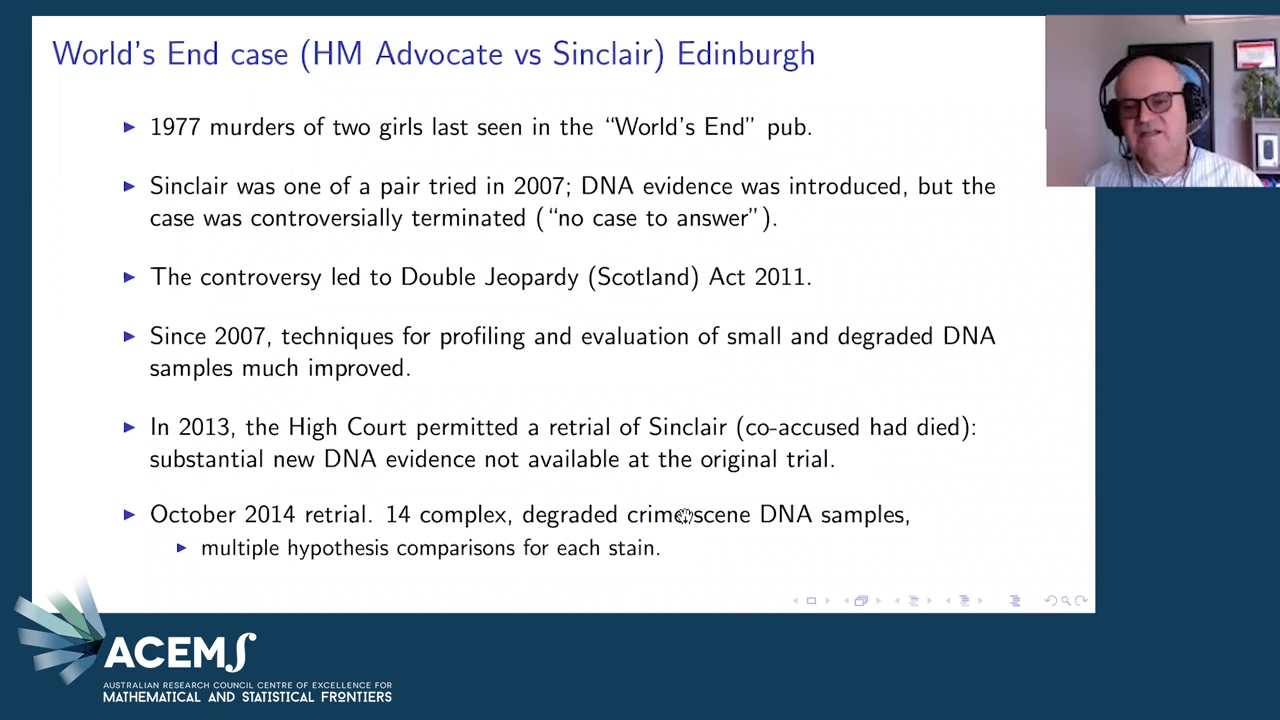 World's End case (HM Advocate vs Sinclair) Edinburgh
1977 murders of two girls last seen in the “World's End” pub.
Sinclair was one of a pair tried in 2007; DNA evidence was introduced, but the
case was controversially terminated (“no case to answer”).
The controversy led to Double Jeopardy (Scotland) Act 2011.
Since 2007, techniques for profiling and evaluation of small and degraded DNA
samples much improved.
In 2013, the High Court permitted a retrial of Sinclair (co-accused had died):
substantial new DNA evidence not available at the original trial.
October 2014 retrial. 14 complex, degraded crime scene DNA samples,
multiple hypothesis comparisons for each stain.
ACEMS
AUSTRALIAN RESEARCH COUNCIL CENTRE OF EXCELLENCE FOR
MATHEMATICAL AND STATISTICAL FRONTIERS